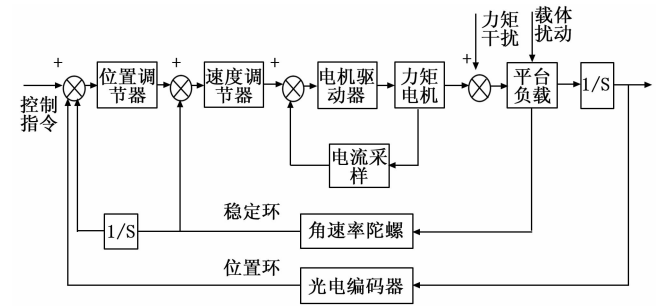 力矩
干扰
载体
扰动
+
+
+
+
位置调
节器
速度调
节器
电机驱
动器
力矩
电机
平台
负载
1/S
控制
指令
电流采
样
稳定环
1/S
角速率陀螺
位置环
光电编码器